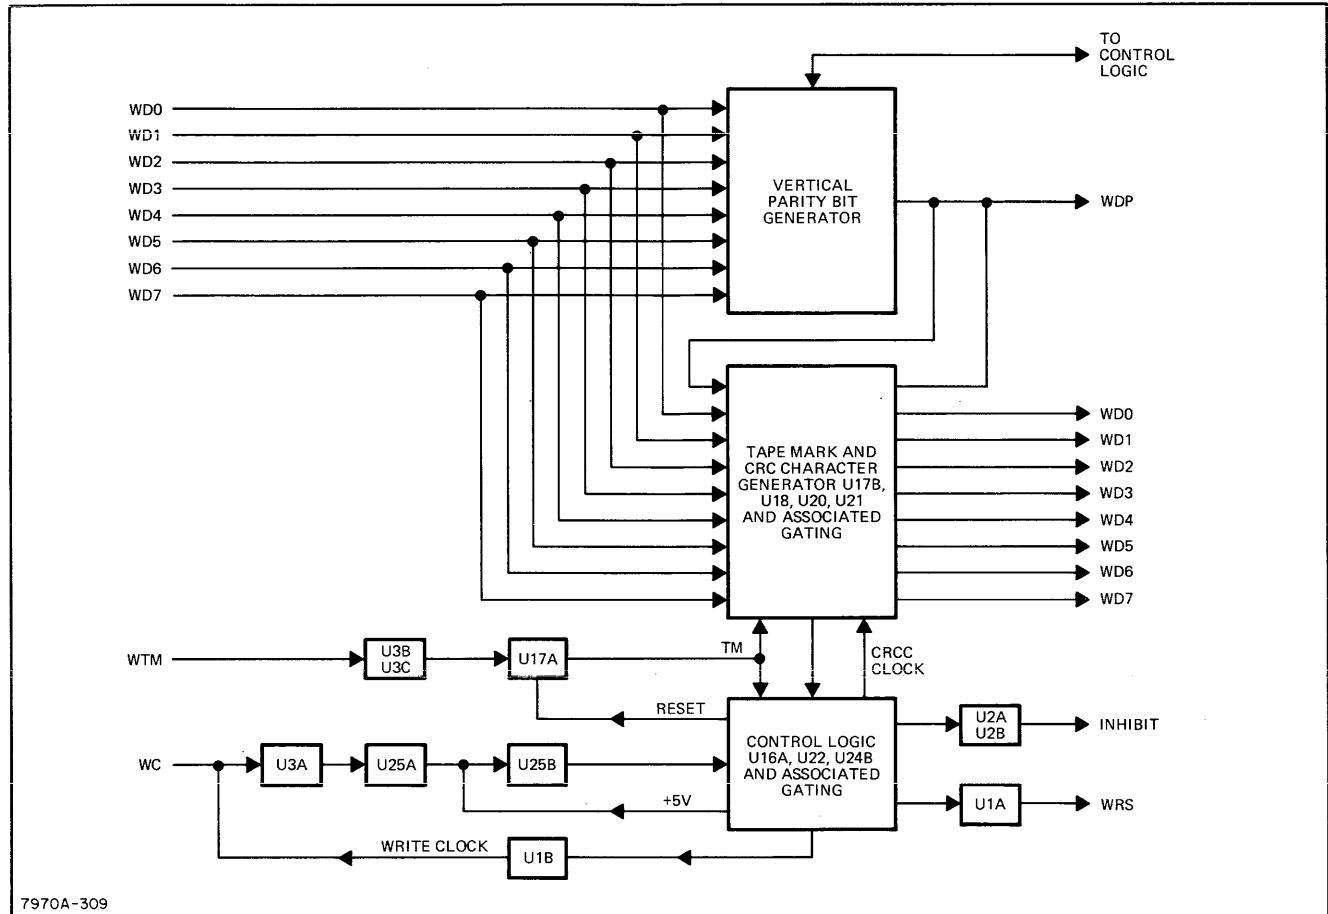 TO
CONTROL
LOGIC
WD0
WD1
WD2
WD3
WD4
WD5
WD6
WD7
VERTICAL
PARITY BIT
GENERATOR
WDP
TAPE MARK AND
CRC CHARACTER
GENERATOR U17B,
U18, U20, U21
AND ASSOCIATED
GATING
WD0
WD1
WD2
WD3
WD4
WD5
WD6
WD7
WTM
U3B
U3C
U17A
TM
CRCC
CLOCK
RESET
WC
U3A
U25A
U25B
+5V
CONTROL LOGIC
U16A, U22, U24B
AND ASSOCIATED
GATING
U2A
U2B
INHIBIT
U1A
WRS
WRITE CLOCK
U1B
7970A-309